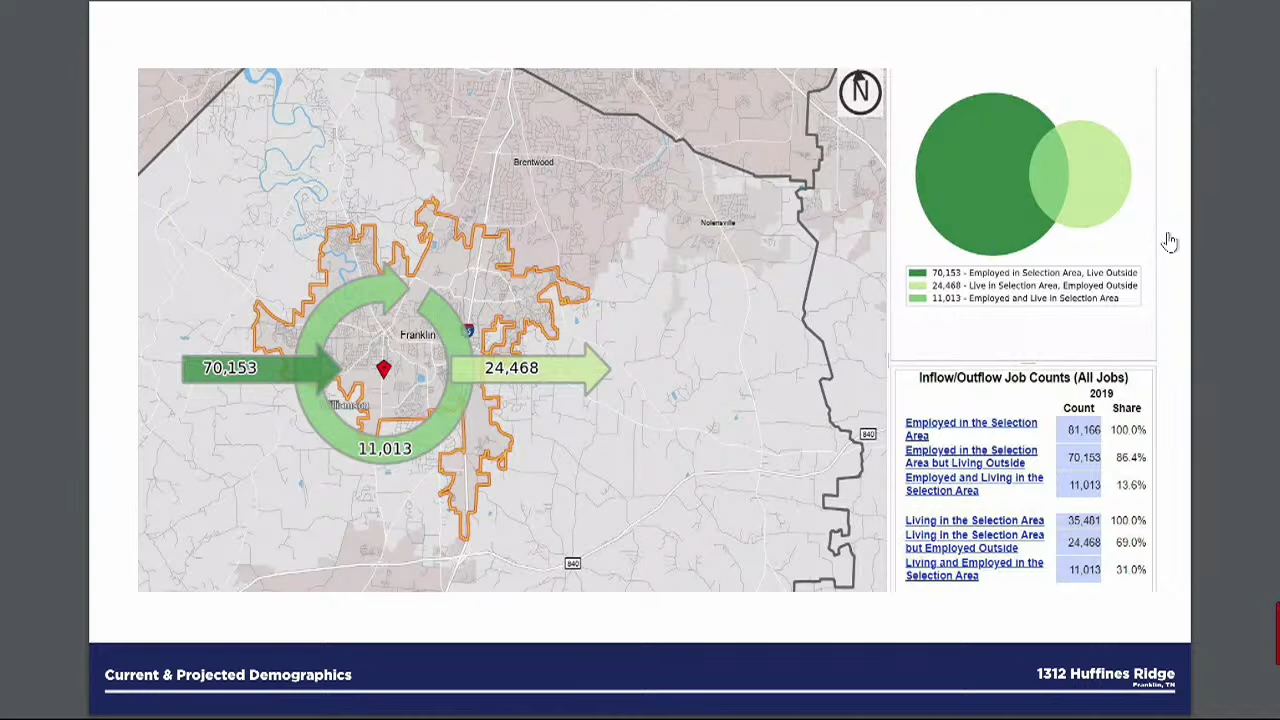 N
Brentwood
Nolensville
Franklin
70,153
24,468
11,013
840
840
70,153 - Employed in Selection Area, Live Outside
24,468 - Live in Selection Area, Employed Outside
11,013 - Employed and Live in Selection Area
Inflow/Outflow Job Counts (All Jobs)
2019
Count Share
Employed in the Selection
Area 81,166 100.0%
Employed in the Selection
Area but Living Outside 70,153 86.4%
Employed and Living in the
Selection Area 11,013 13.6%
Living in the Selection Area 35,481 100.0%
Living in the Selection Area
but Employed Outside 24,468 69.0%
Living and Employed in the
Selection Area 11,013 31.0%
Current & Projected Demographics
1312 Huffines Ridge
Franklin, TN